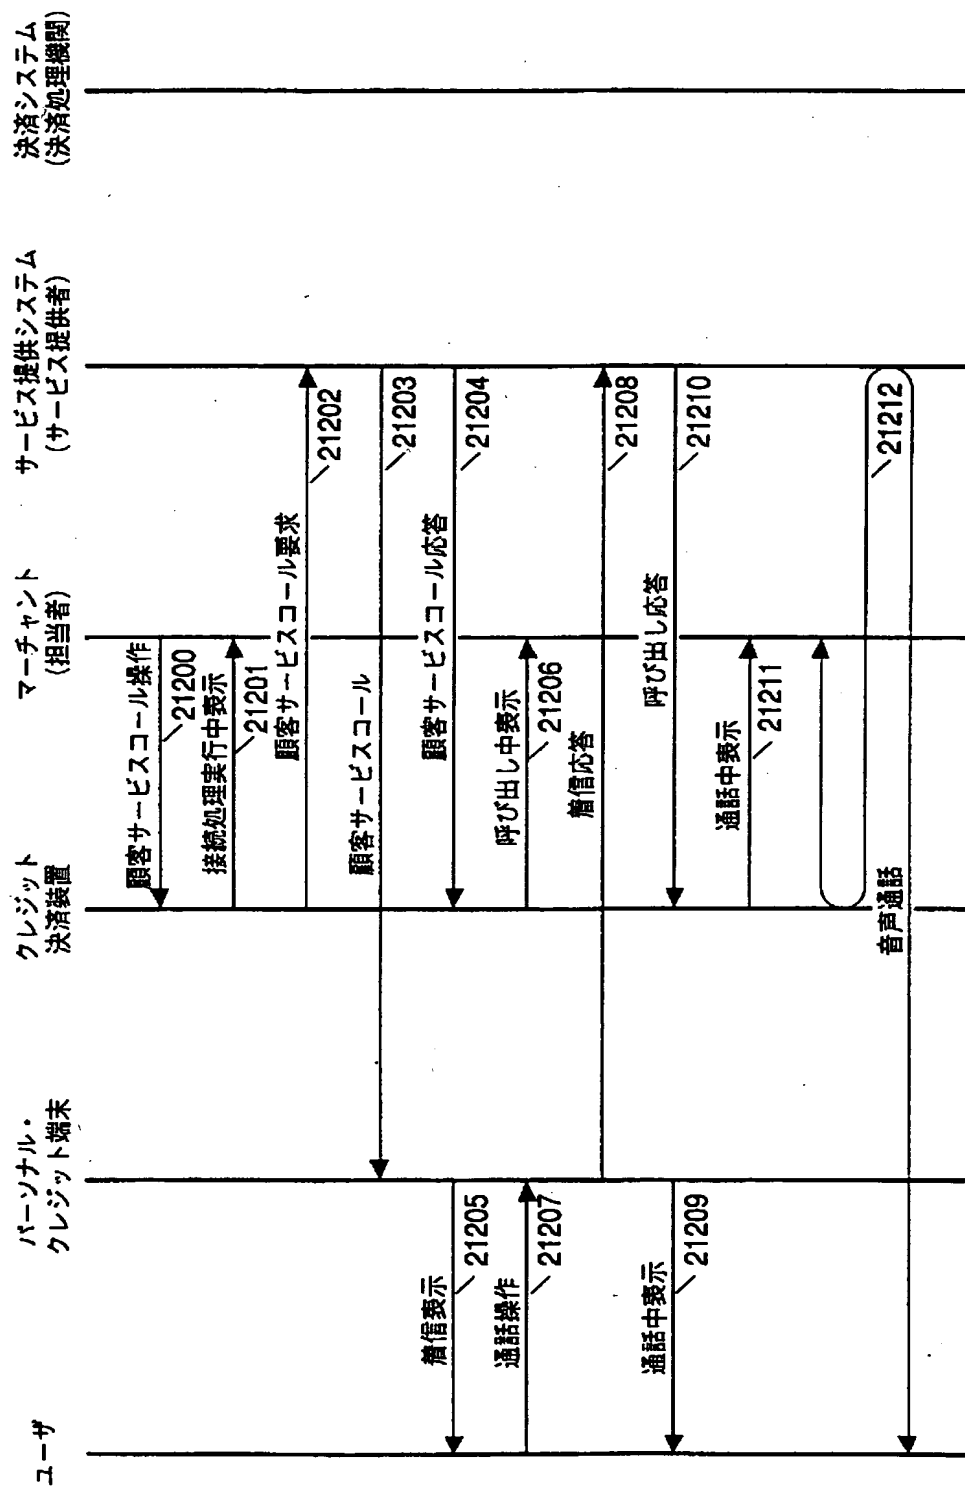 ユーザ
パーソナル・
クレジット端末
クレジット
決済装置
マーチャント
(担当者)
サービス提供システム
(サービス提供者)
決済システム
(決済処理機関)
顧客サービスコール操作
21200
接続処理実行中表示
21201
顧客サービスコール要求
21202
顧客サービスコール
21203
顧客サービスコール応答
21204
着信表示
21205
呼び出し中表示
21206
通話操作
21207
着信応答
21208
通話中表示
21209
呼び出し応答
21210
通話中表示
21211
音声通話
21212